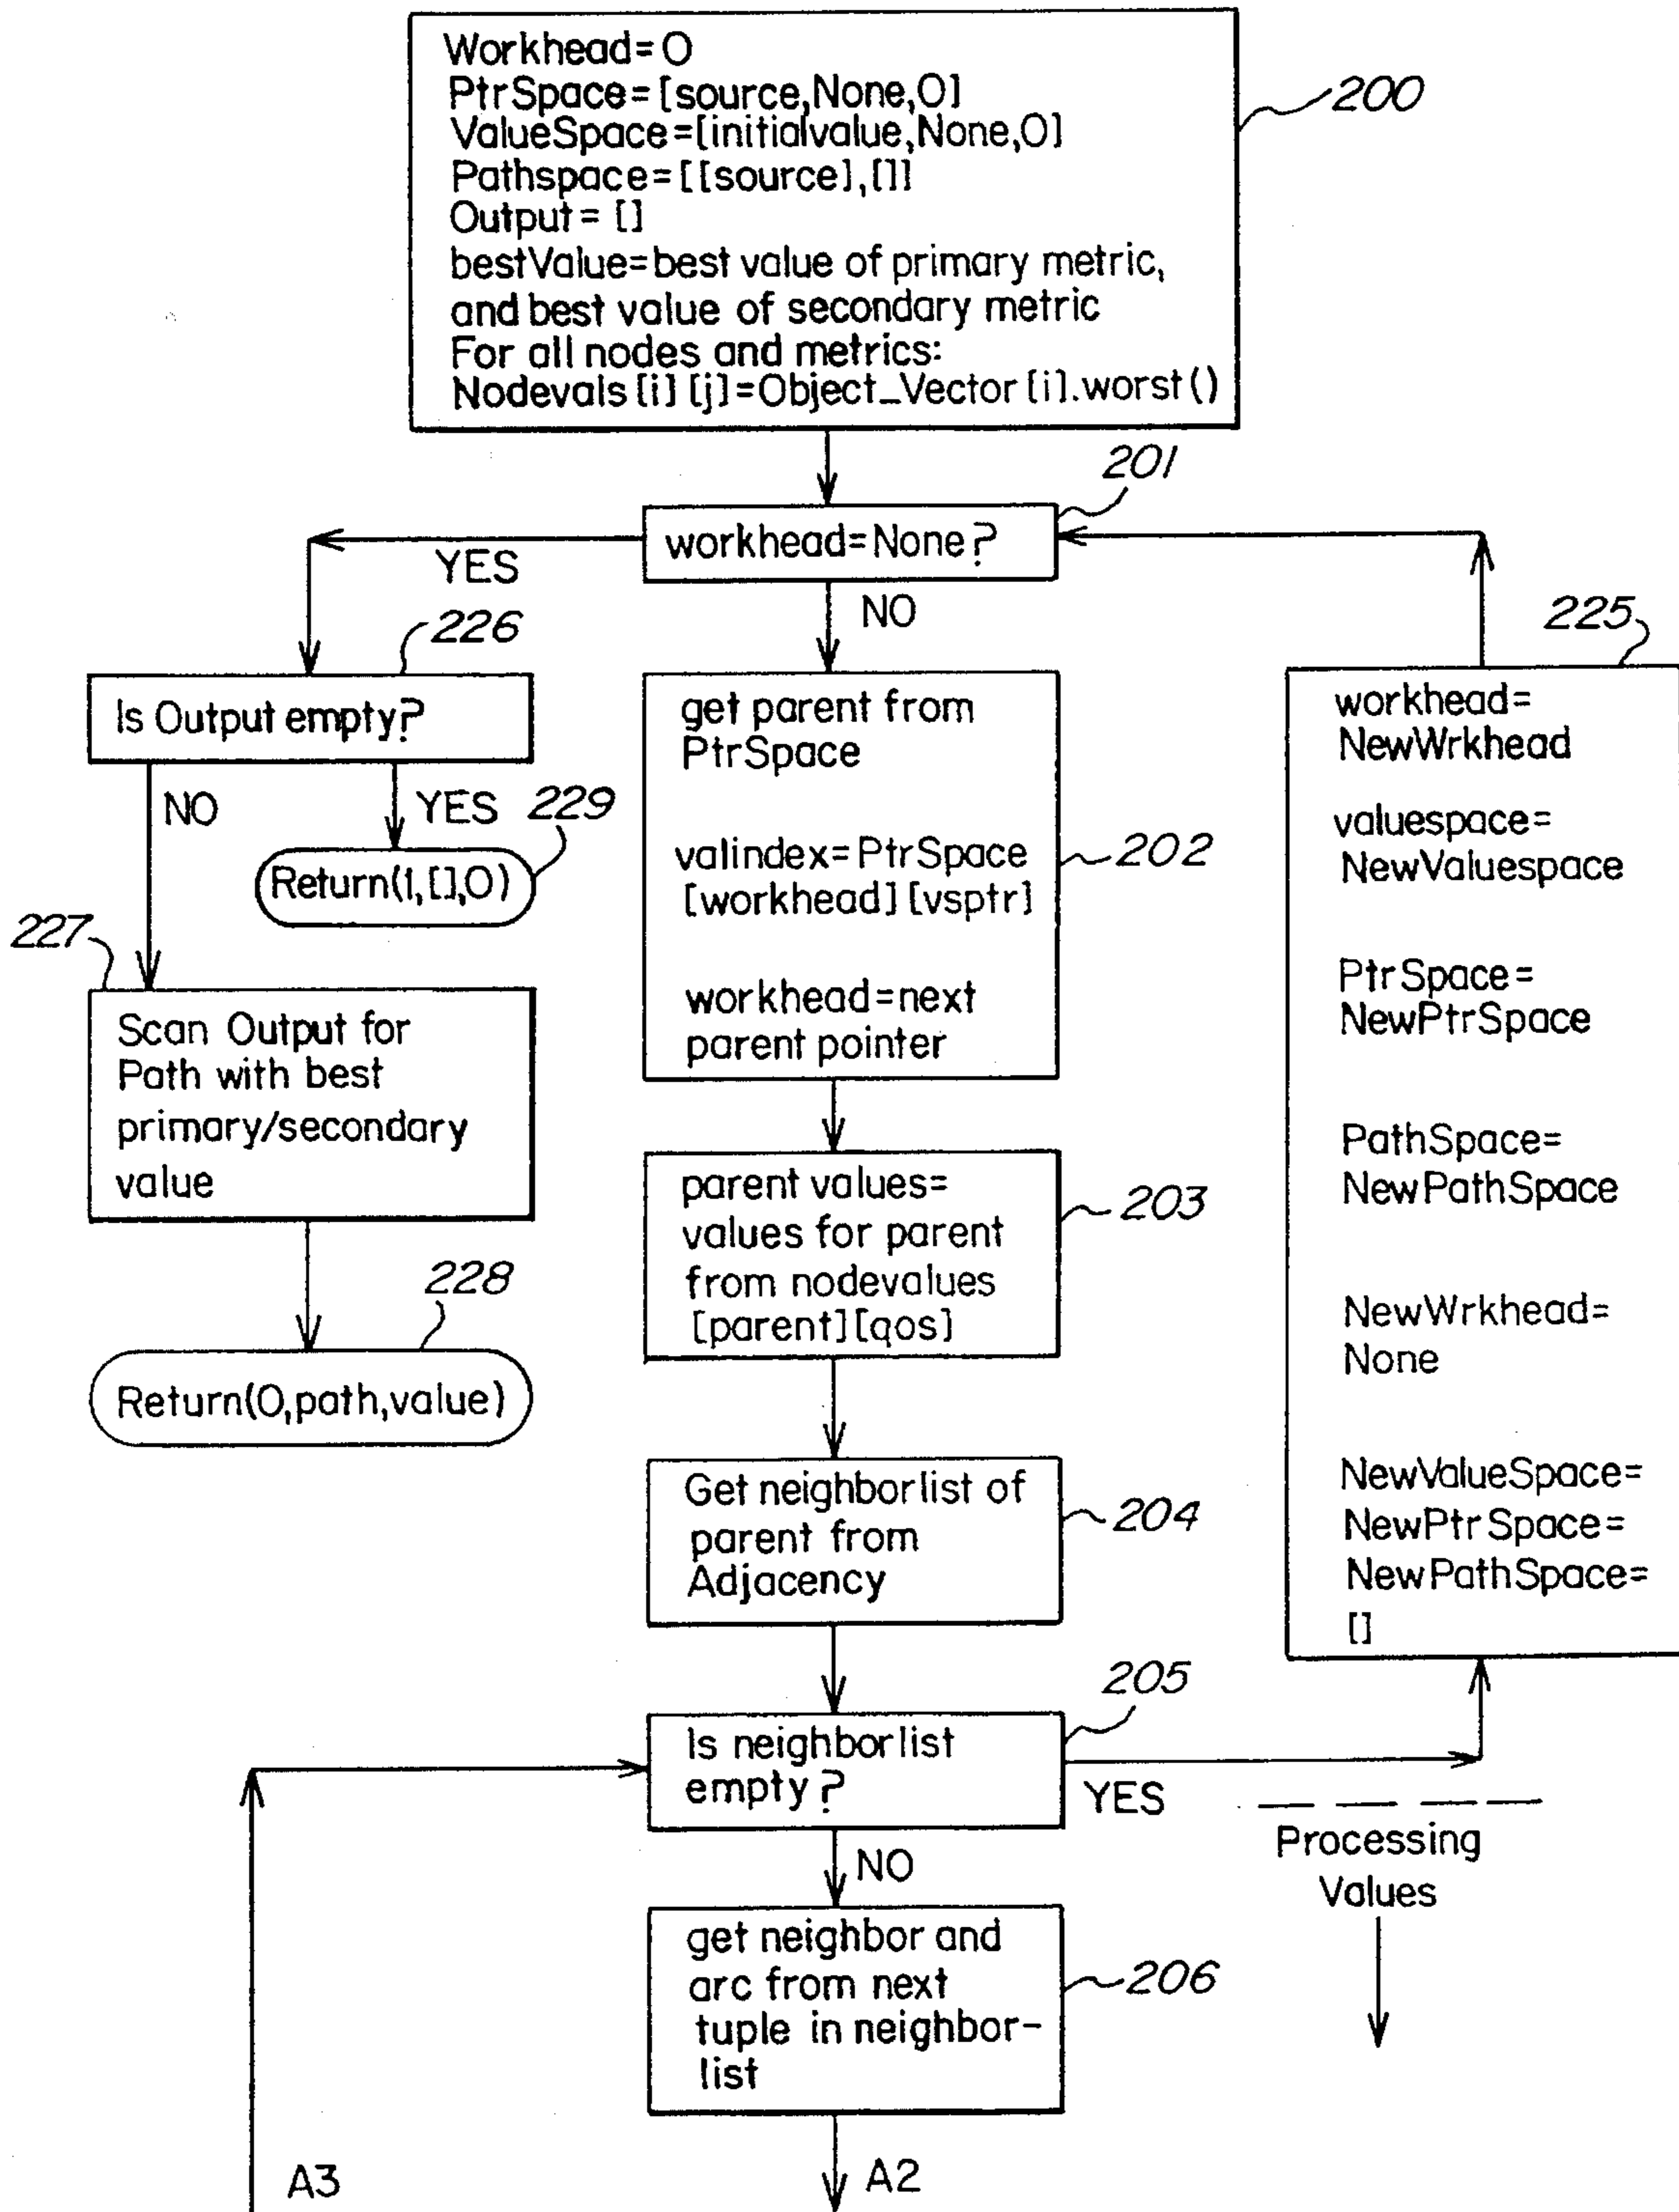 Workhead=0
PtrSpace=[source,None,0]
ValueSpace=[initialvalue,None,0]
Pathspace=[[source],[]]
Output=[]
bestValue=best value of primary metric,
and best value of secondary metric
For all nodes and metrics:
Nodevals[i][j]=Object_Vector[i].worst()
200
201
workhead=None?
YES
NO
226
Is Output empty?
NO
YES
229
Return(1,[],0)
227
Scan Output for
Path with best
primary/secondary
value
228
Return(0,path,value)
get parent from
PtrSpace
valindex=PtrSpace
[workhead][vsptr]
workhead=next
parent pointer
202
parent values=
values for parent
from nodevalues
[parent][qos]
203
Get neighborlist of
parent from
Adjacency
204
205
Is neighborlist
empty?
YES
NO
get neighbor and
arc from next
tuple in neighbor-
list
206
225
workhead=
NewWrkhead
valuespace=
NewValuespace
PtrSpace=
NewPtrSpace
PathSpace=
NewPathSpace
NewWrkhead=
None
NewValueSpace=
NewPtrSpace=
NewPathSpace=
[]
Processing
Values
A3
A2